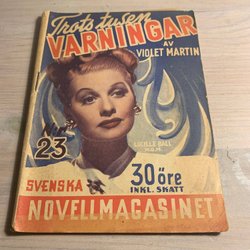 Trots tusen
VARNINGAR
AV
VIOLET MARTIN
Nr
23
LUCILLE BALL
M.G.M.
30 öre
INKL. SKATT
SVENSKA
NOVELLMAGASINET